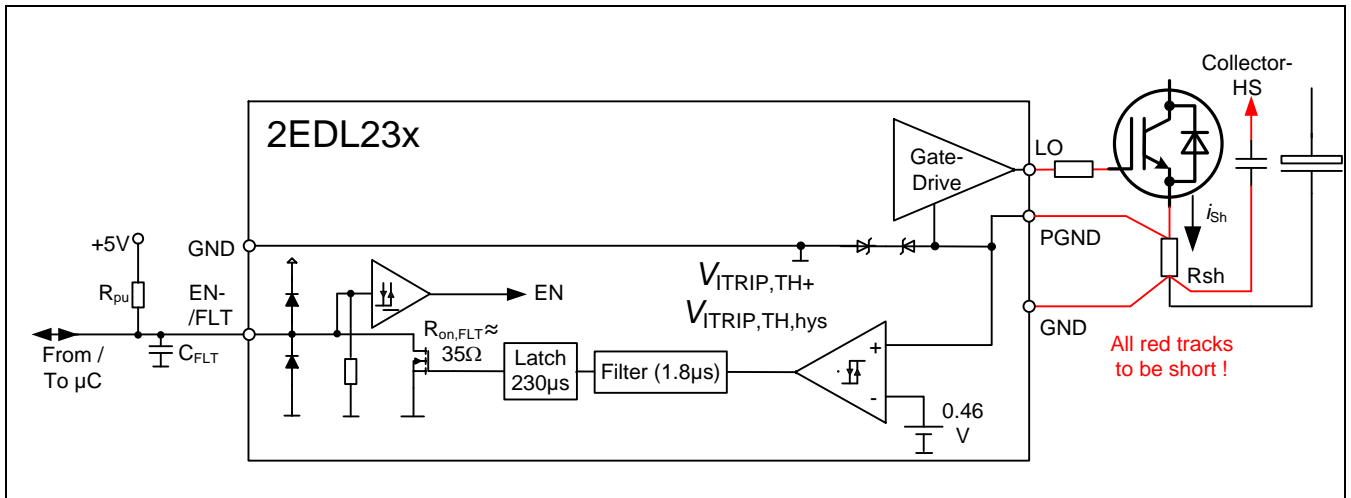 Collector-
HS
2EDL23x
Gate-
Drive
LO
iSh
+5V
GND
PGND
VITRIP,TH+
Rpu
EN-
/FLT
EN
Rsh
VITRIP,TH,hys
GND
Ron,FLT≈
35Ω
CFLT
Latch
230µs
Filter (1.8µs)
+
-
All red tracks
to be short !
From /
To µC
0.46
V